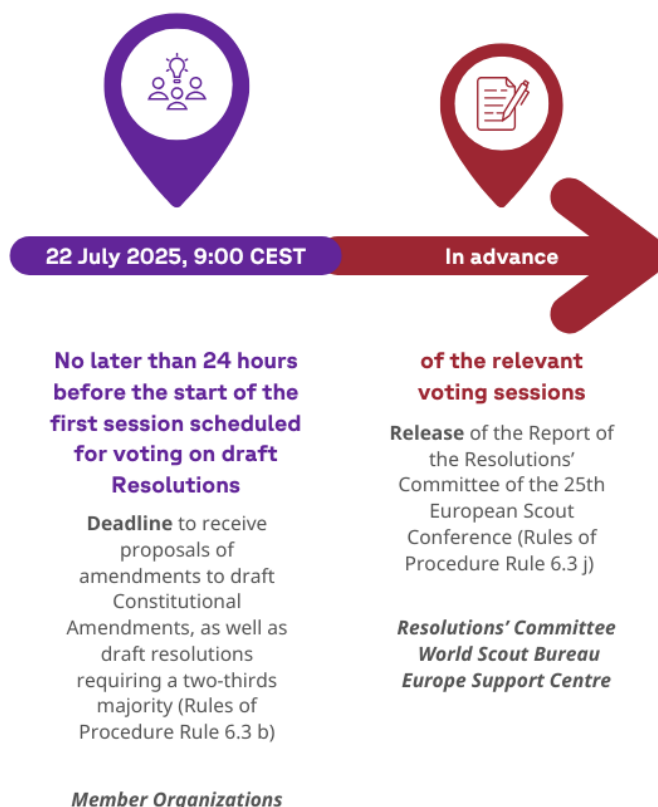 22 July 2025, 9:00 CEST
No later than 24 hours
before the start of the
first session scheduled
for voting on draft
Resolutions
Deadline to receive
proposals of
amendments to draft
Constitutional
Amendments, as well as
draft resolutions
requiring a two-thirds
majority (Rules of
Procedure Rule 6.3 b)
Member Organizations
In advance
of the relevant
voting sessions
Release of the Report of
the Resolutions’
Committee of the 25th
European Scout
Conference (Rules of
Procedure Rule 6.3 j)
Resolutions’ Committee
World Scout Bureau
Europe Support Centre